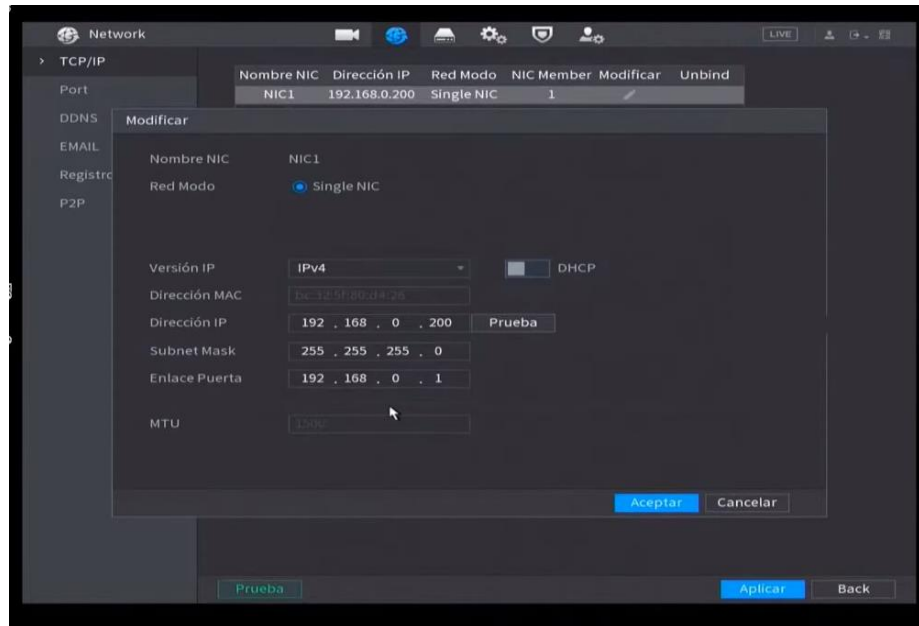 Network
LIVE
TCP/IP
Port
DDNS
EMAIL
Registro
P2P
Nombre NIC Dirección IP Red Modo NIC Member Modificar Unbind
NIC1 192.168.0.200 Single NIC 1
Modificar
Nombre NIC NIC1
Red Modo Single NIC
Versión IP IPv4 DHCP
Dirección MAC
Dirección IP 192 . 168 . 0 . 200 Prueba
Subnet Mask 255 . 255 . 255 . 0
Enlace Puerta 192 . 168 . 0 . 1
MTU 1500
Aceptar Cancelar
Prueba Aplicar Back